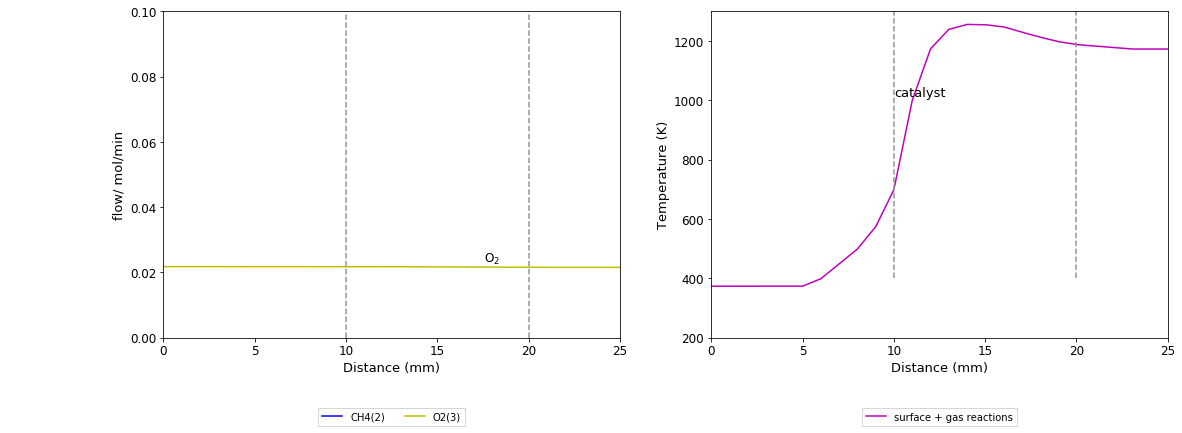 0.10
0.08
0.06
0.04
0.02
0.00
flow/ mol/min
O2
0
5
10
15
20
25
Distance (mm)
CH4(2)
O2(3)
1200
1000
800
600
400
200
Temperature (K)
catalyst
0
5
10
15
20
25
Distance (mm)
surface + gas reactions